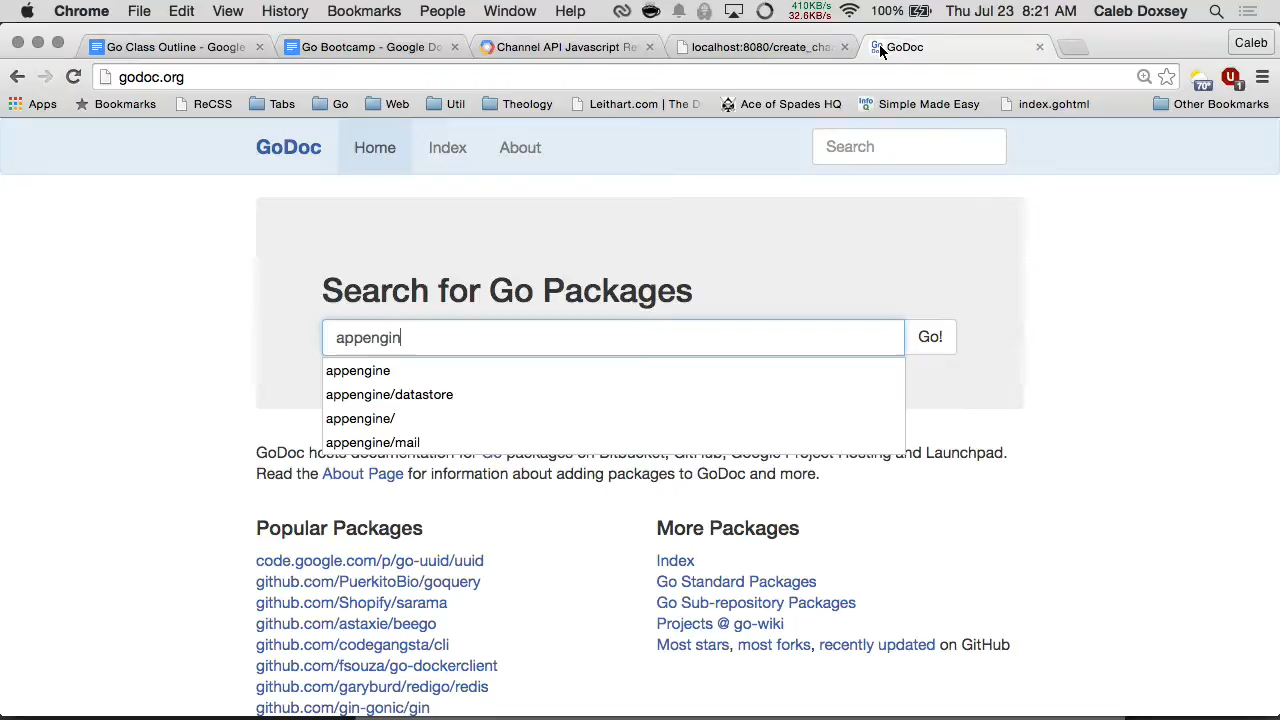 Chrome File Edit View History Bookmarks People Window Help 410KB/s 32.6KB/s 100% Thu Jul 23 8:21 AM Caleb Doxsey
Go Class Outline - Google Go Bootcamp - Google Do Channel API Javascript Re localhost:8080/create_cha GoDoc Caleb
godoc.org 70° 1
Apps Bookmarks ReCSS Tabs Go Web Util Theology Leithart.com | The D Ace of Spades HQ Info Q Simple Made Easy index.gohtml Other Bookmarks
GoDoc Home Index About Search
Search for Go Packages
appengin Go!
appengine
appengine/datastore
appengine/
appengine/mail
GoDoc hosts documentation for Go packages on Bitbucket, GitHub, Google Project Hosting and Launchpad.
Read the About Page for information about adding packages to GoDoc and more.
Popular Packages
code.google.com/p/go-uuid/uuid
github.com/PuerkitoBio/goquery
github.com/Shopify/sarama
github.com/astaxie/beego
github.com/codegangsta/cli
github.com/fsouza/go-dockerclient
github.com/garyburd/redigo/redis
github.com/gin-gonic/gin
More Packages
Index
Go Standard Packages
Go Sub-repository Packages
Projects @ go-wiki
Most stars, most forks, recently updated on GitHub